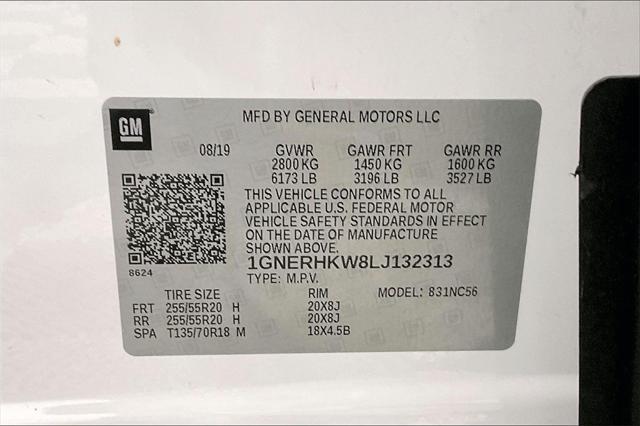 GM
MFD BY GENERAL MOTORS LLC
08/19 GVWR GAWR FRT GAWR RR
2800 KG 1450 KG 1600 KG
6173 LB 3196 LB 3527 LB
THIS VEHICLE CONFORMS TO ALL
APPLICABLE U.S. FEDERAL MOTOR
VEHICLE SAFETY STANDARDS IN EFFECT
ON THE DATE OF MANUFACTURE
SHOWN ABOVE.
8624
1GNERHKW8LJ132313
TYPE: M.P.V.
TIRE SIZE RIM MODEL: 831NC56
FRT 255/55R20 H 20X8J
RR 255/55R20 H 20X8J
SPA T135/70R18 M 18X4.5B